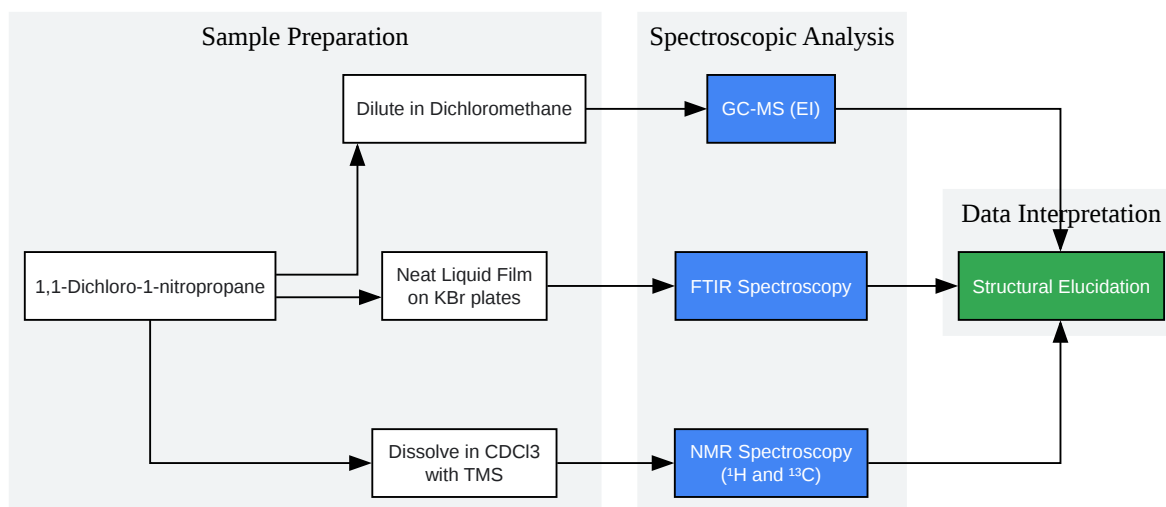 Sample Preparation
Spectroscopic Analysis
Dilute in Dichloromethane
GC-MS (EI)
Data Interpretation
1,1-Dichloro-1-nitropropane
Neat Liquid Film
on KBr plates
FTIR Spectroscopy
Structural Elucidation
Dissolve in CDCl3
with TMS
NMR Spectroscopy
(¹H and ¹³C)